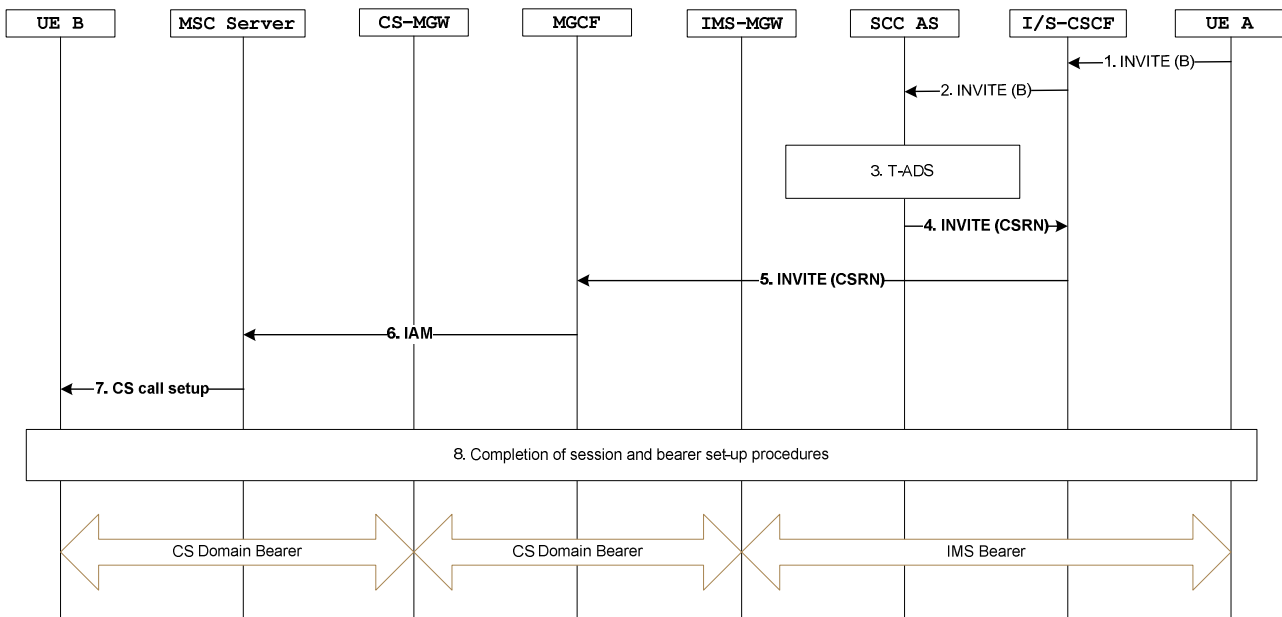 UE B
MSC Server
CS-MGW
MGCF
IMS-MGW
SCC AS
I/S-CSCF
UE A
1. INVITE (B)
2. INVITE (B)
3. T-ADS
4. INVITE (CSRN)
5. INVITE (CSRN)
6. IAM
7. CS call setup
8. Completion of session and bearer set-up procedures
CS Domain Bearer
CS Domain Bearer
IMS Bearer